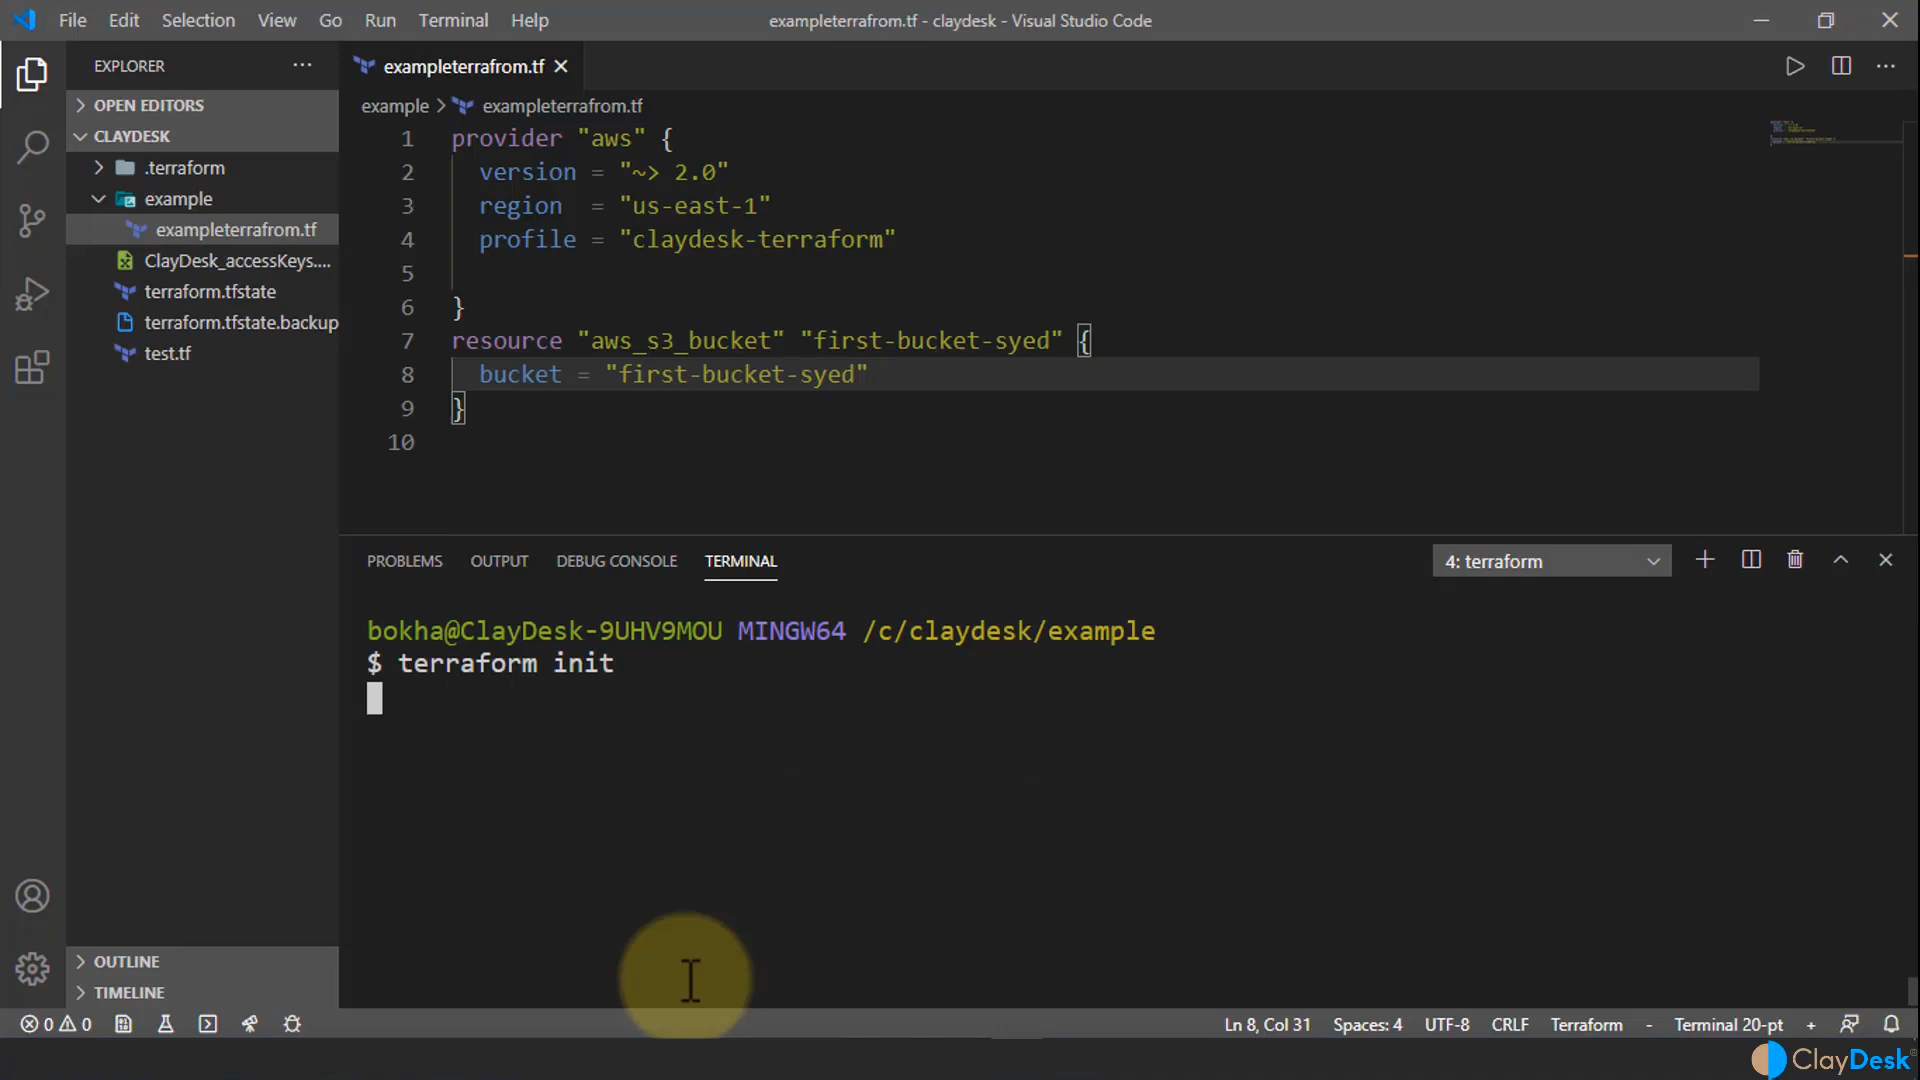 File Edit Selection View Go Run Terminal Help
exampleterrafrom.tf - claydesk - Visual Studio Code
EXPLORER
OPEN EDITORS
CLAYDESK
.terraform
example
exampleterrafrom.tf
ClayDesk_accessKeys....
terraform.tfstate
terraform.tfstate.backup
test.tf
OUTLINE
TIMELINE
exampleterrafrom.tf
example > exampleterrafrom.tf
1 provider "aws" {
2 version = "~> 2.0"
3 region = "us-east-1"
4 profile = "claydesk-terraform"
5
6 }
7 resource "aws_s3_bucket" "first-bucket-syed" {
8 bucket = "first-bucket-syed"
9 }
10
PROBLEMS OUTPUT DEBUG CONSOLE TERMINAL
4: terraform
bokha@ClayDesk-9UHV9MOU MINGW64 /c/claydesk/example
$ terraform init
0 0
Ln 8, Col 31 Spaces: 4 UTF-8 CRLF Terraform - Terminal 20-pt +
ClayDesk®